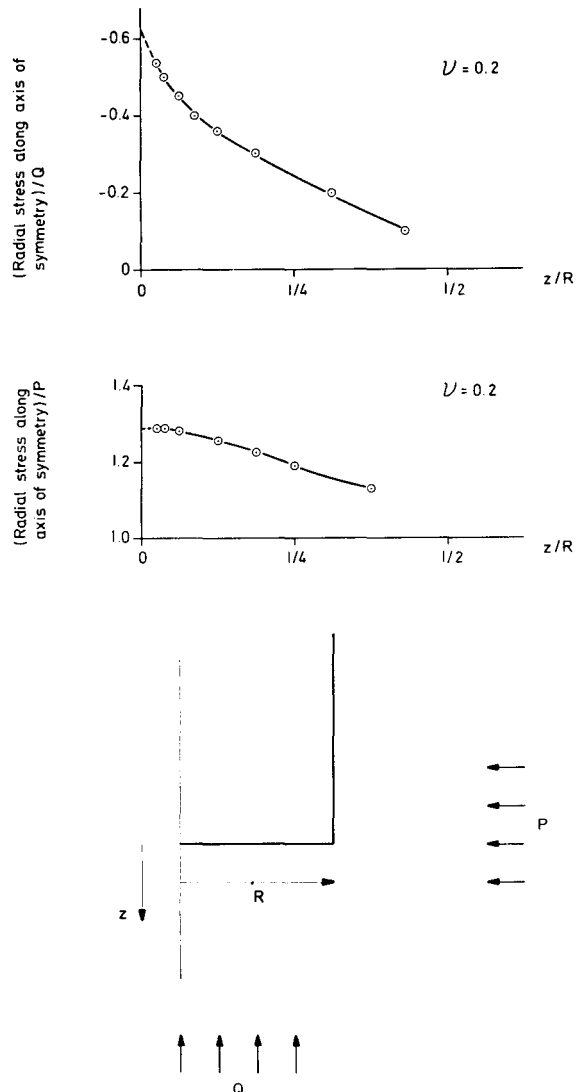 (Radial stress along axis of
symmetry)/Q
-0.6
-0.4
-0.2
0
ν = 0.2
0
1/4
1/2
z/R
(Radial stress along
axis of symmetry)/P
1.4
1.2
1.0
ν = 0.2
0
1/4
1/2
z/R
P
R
z
Q